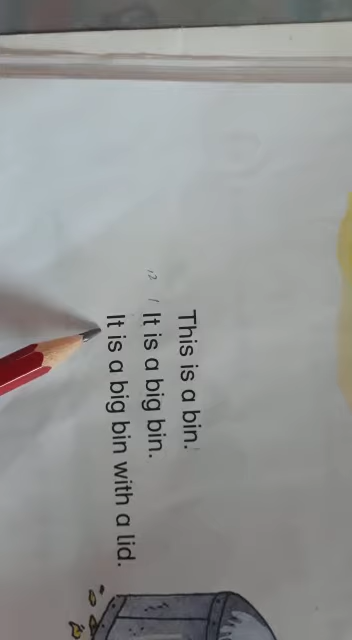 This is a bin.
It is a big bin.
It is a big bin with a lid.